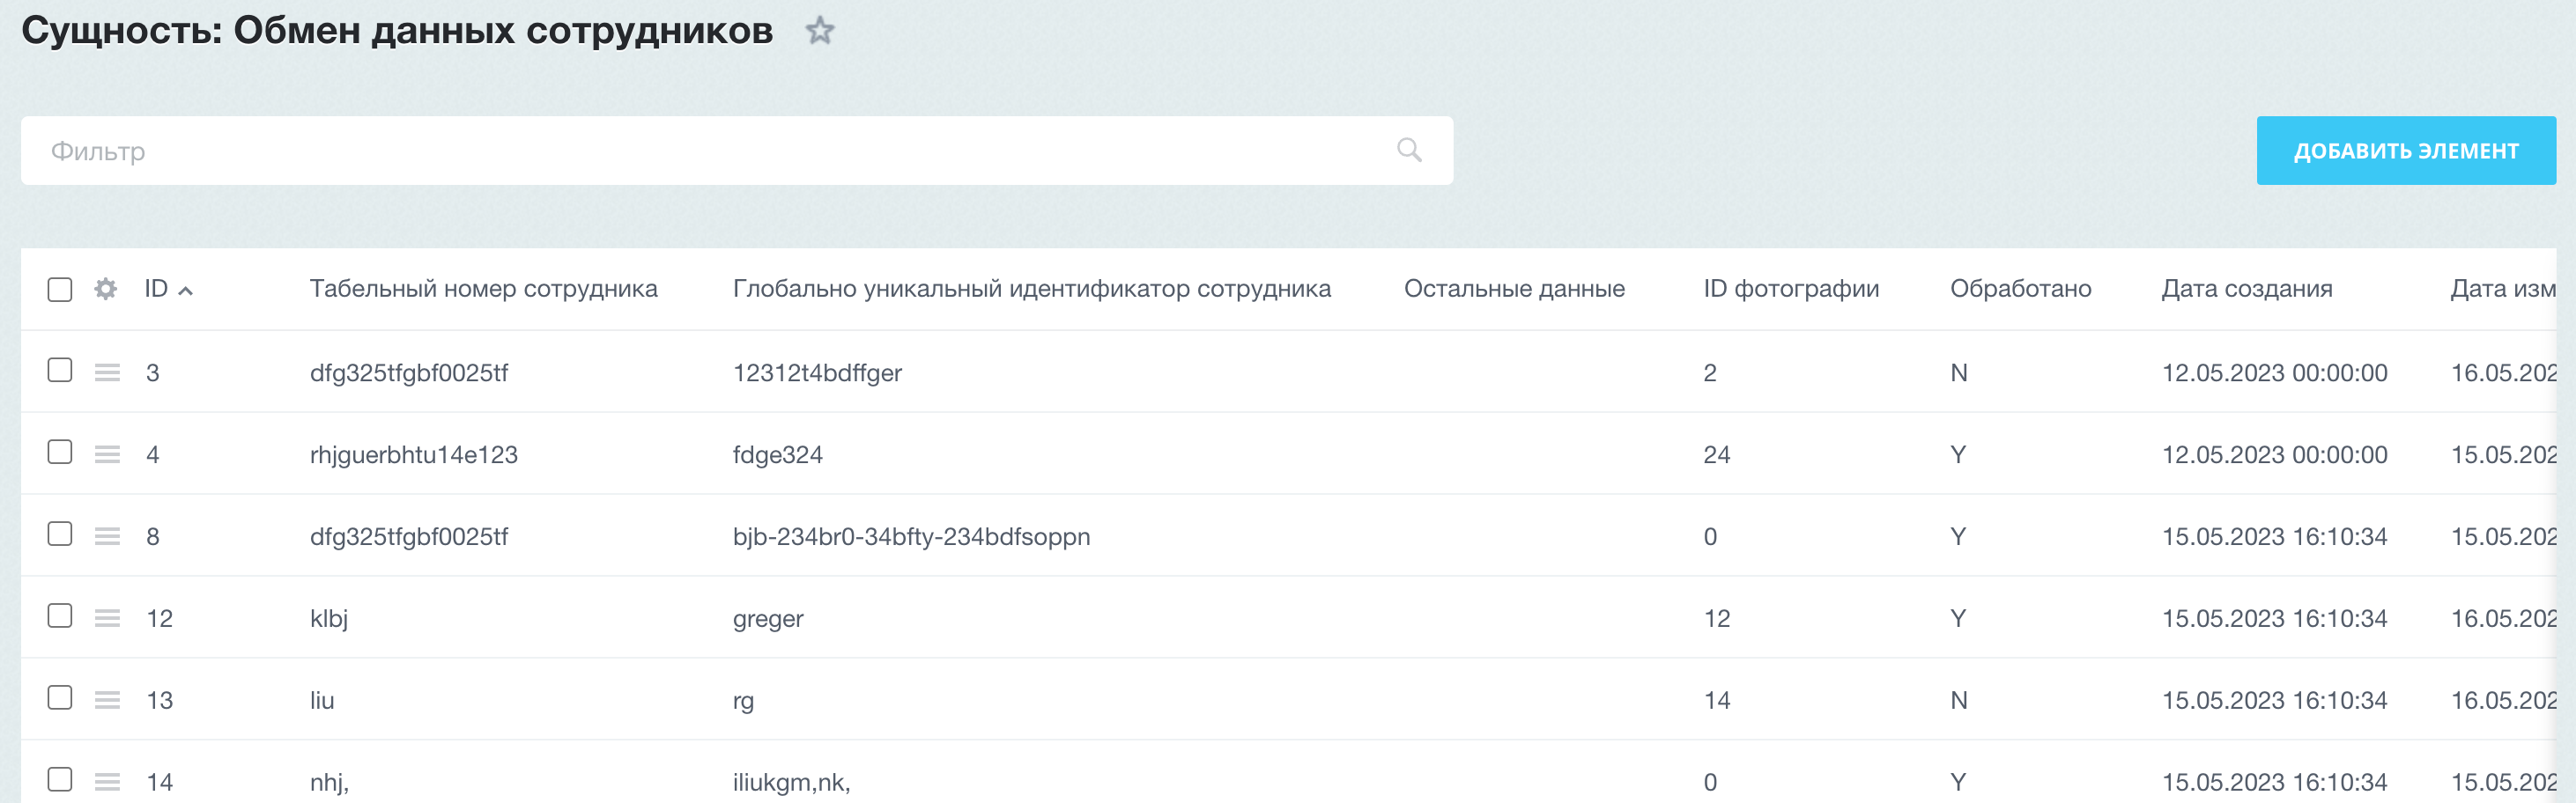 Сущность: Обмен данных сотрудников
Фильтр
ДОБАВИТЬ ЭЛЕМЕНТ
ID Табельный номер сотрудника Глобально уникальный идентификатор сотрудника Остальные данные ID фотографии Обработано Дата создания Дата изм
3 dfg325tfgbf0025tf 12312t4bdffger 2 N 12.05.2023 00:00:00 16.05.202
4 rhjguerbhtu14e123 fdge324 24 Y 12.05.2023 00:00:00 15.05.202
8 dfg325tfgbf0025tf bjb-234br0-34bfty-234bdfsoppn 0 Y 15.05.2023 16:10:34 15.05.202
12 klbj greger 12 Y 15.05.2023 16:10:34 16.05.202
13 liu rg 14 N 15.05.2023 16:10:34 16.05.202
14 nhj, iliukgm,nk, 0 Y 15.05.2023 16:10:34 15.05.202